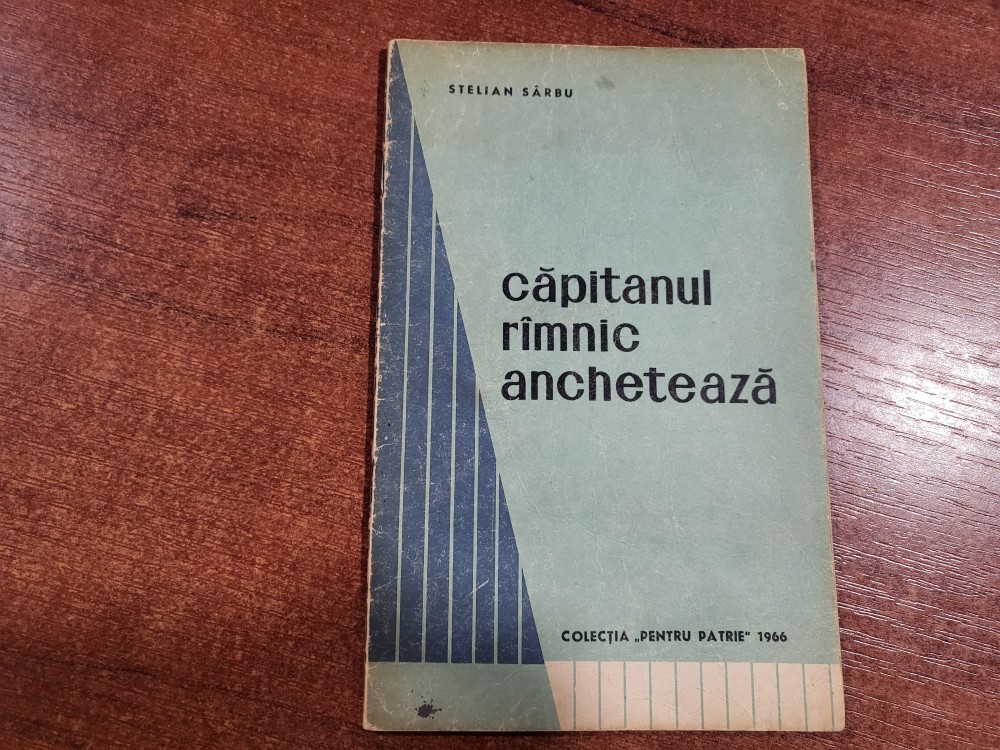 STELIAN SÂRBU
căpitanul
rîmnic
anchetează
COLECȚIA „PENTRU PATRIE" 1966